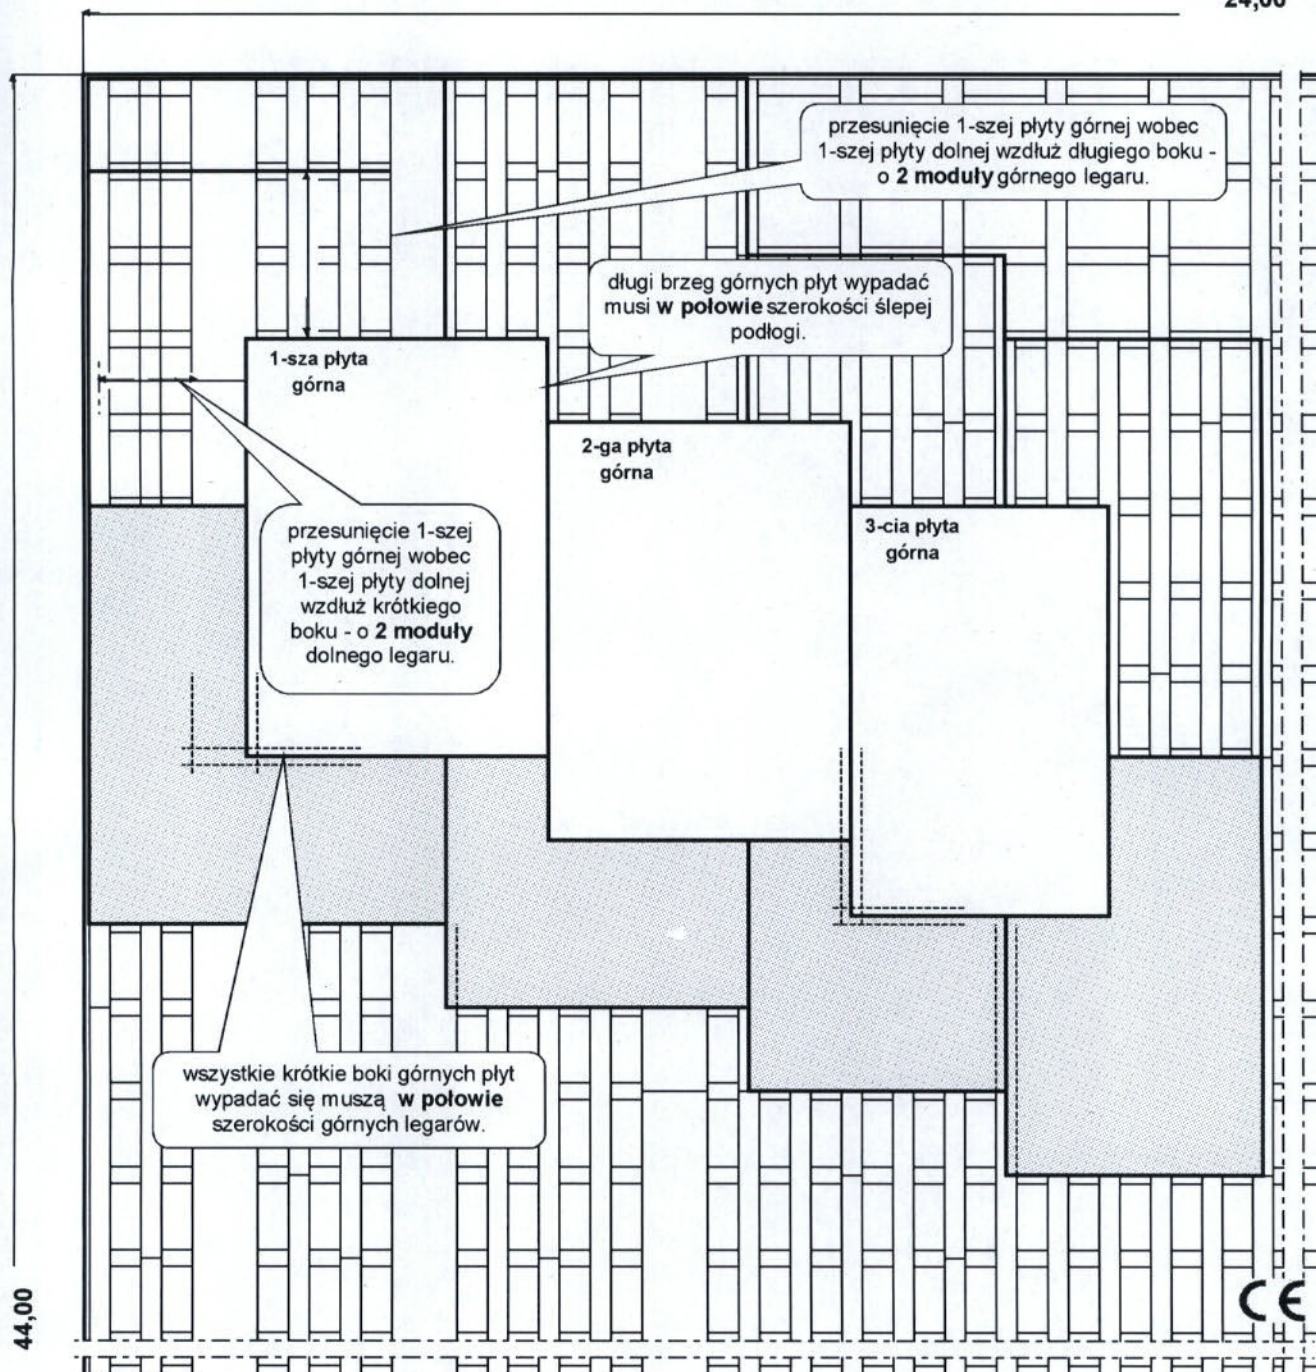 24,00
przesunięcie 1-szej płyty górnej wobec
1-szej płyty dolnej wzdłuż długiego boku -
o 2 moduły górnego legaru.
długi brzeg górnych płyt wypadać
musi w połowie szerokości ślepej
podłogi.
1-sza płyta
górna
2-ga płyta
górna
3-cia płyta
górna
przesunięcie 1-szej
płyty górnej wobec
1-szej płyty dolnej
wzdłuż krótkiego
boku - o 2 moduły
dolnego legaru.
wszystkie krótkie boki górnych płyt
wypadać się muszą w połowie
szerokości górnych legarów.
44,00
CE